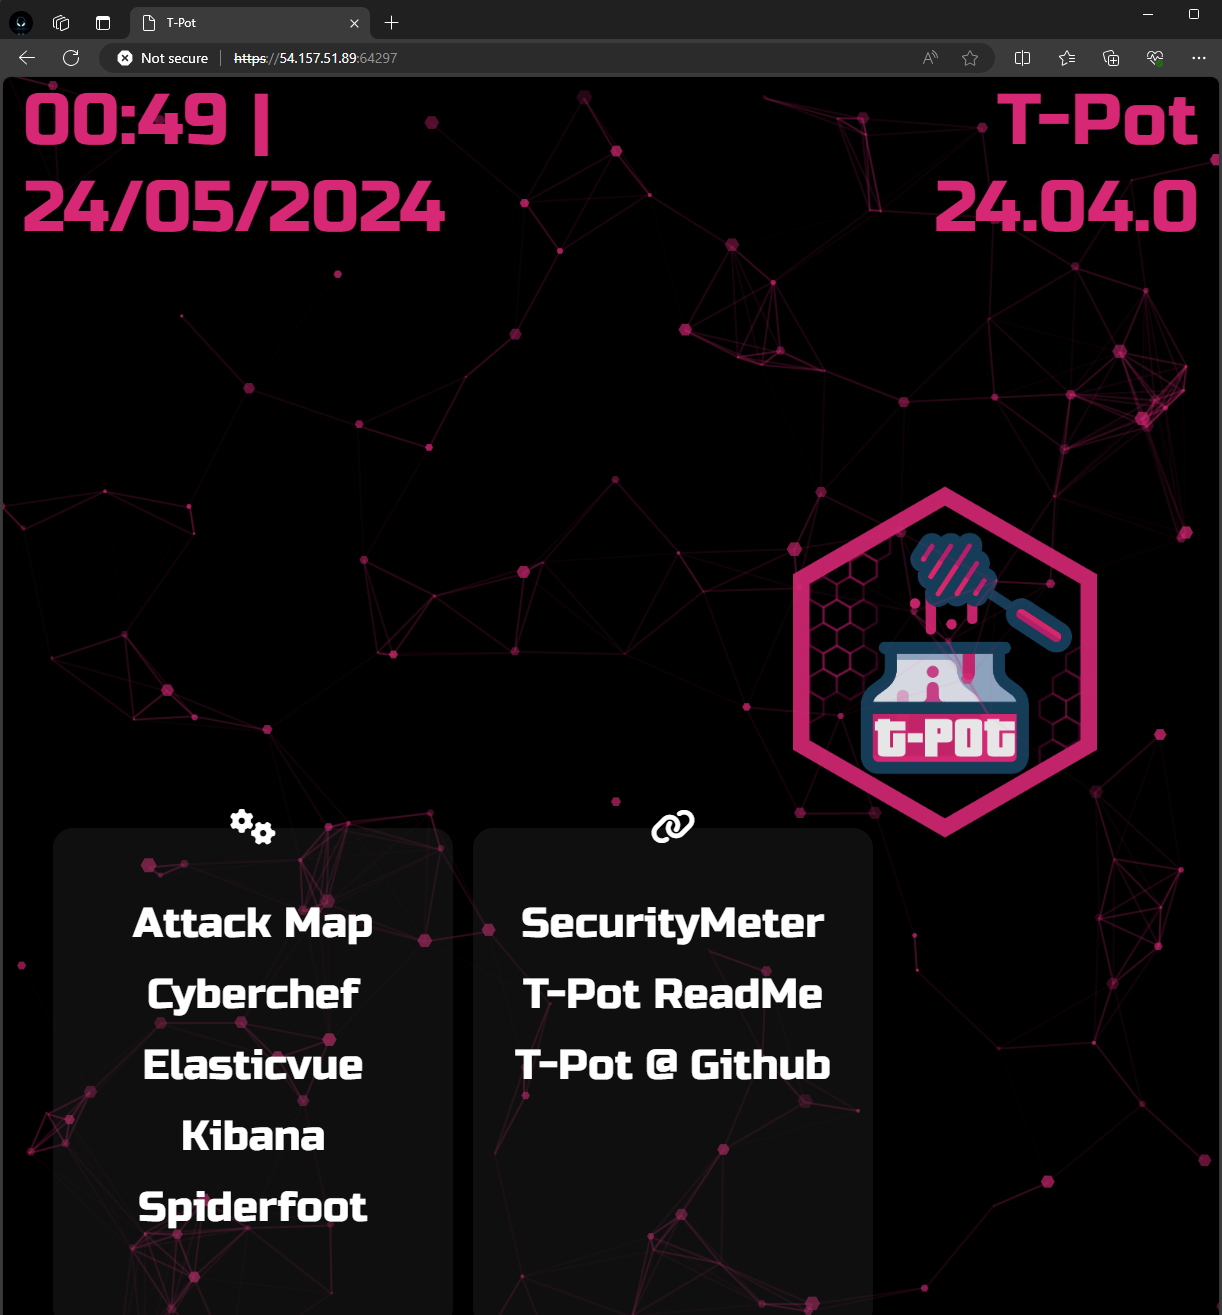 T-Pot
Not secure
https://54.157.51.89:64297
00:49 |
24/05/2024
T-Pot
24.04.0
t-pot
Attack Map
Cyberchef
Elasticvue
Kibana
Spiderfoot
SecurityMeter
T-Pot ReadMe
T-Pot @ Github